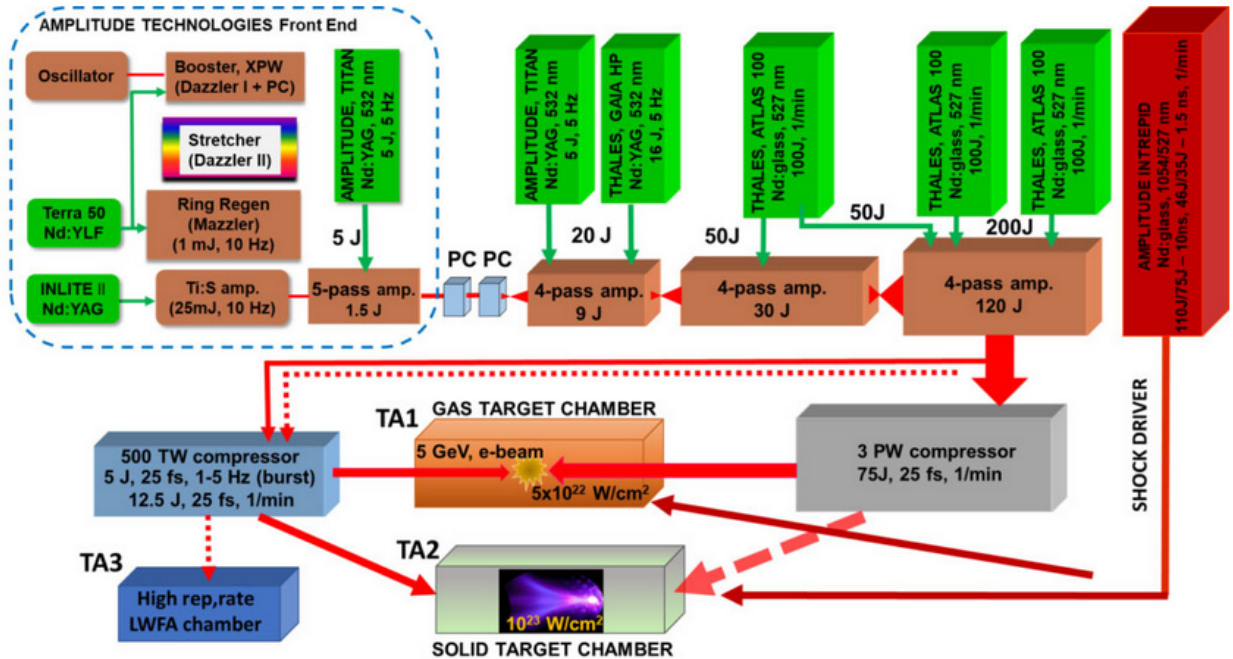 AMPLITUDE TECHNOLOGIES Front End
Oscillator
Booster, XPW
(Dazzler I + PC)
Stretcher
(Dazzler II)
Terra 50
Nd:YLF
Ring Regen
(Mazzler)
(1 mJ, 10 Hz)
INLITE II
Nd:YAG
Ti:S amp.
(25mJ, 10 Hz)
AMPLITUDE, TITAN
Nd:YAG, 532 nm
5 J, 5 Hz
5 J
5-pass amp.
1.5 J
PC PC
AMPLITUDE, TITAN
Nd:YAG, 532 nm
5 J, 5 Hz
THALES, GAIA HP
Nd:YAG, 532 nm
16 J, 5 Hz
20 J
4-pass amp.
9 J
THALES, ATLAS 100
Nd:glass, 527 nm
100J, 1/min
50J
50J
4-pass amp.
30 J
THALES, ATLAS 100
Nd:glass, 527 nm
100J, 1/min
THALES, ATLAS 100
Nd:glass, 527 nm
100J, 1/min
200J
4-pass amp.
120 J
AMPLITUDE INTREPID
Nd:glass, 1054/527 nm
110J/75J – 10ns, 46J/35J – 1.5 ns, 1/min
SHOCK DRIVER
500 TW compressor
5 J, 25 fs, 1-5 Hz (burst)
12.5 J, 25 fs, 1/min
TA1
GAS TARGET CHAMBER
5 GeV, e-beam
5x10²² W/cm²
3 PW compressor
75J, 25 fs, 1/min
TA3
High rep,rate
LWFA chamber
TA2
10²³ W/cm²
SOLID TARGET CHAMBER